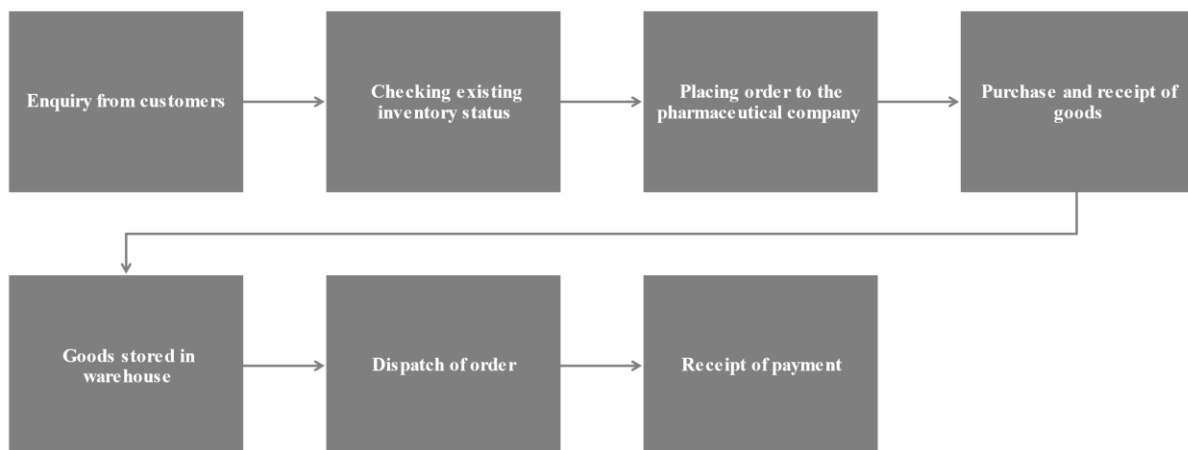 Enquiry from customers
Checking existing
inventory status
Placing order to the
pharmaceutical company
Purchase and receipt of
goods
Goods stored in
warehouse
Dispatch of order
Receipt of payment